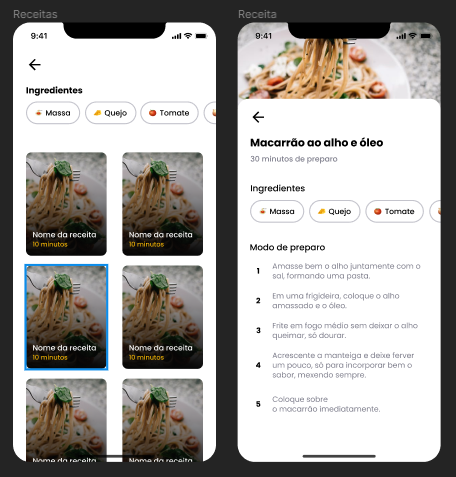 Receitas
9:41
Ingredientes
Massa
Quejo
Tomate
Nome da receita
10 minutos
Nome da receita
10 minutos
Nome da receita
10 minutos
Nome da receita
10 minutos
Nome da receita
Nome da receita
Receita
9:41
Macarrão ao alho e óleo
30 minutos de preparo
Ingredientes
Massa
Quejo
Tomate
Modo de preparo
1 Amasse bem o alho juntamente com o
sal, formando uma pasta.
2 Em uma frigideira, coloque o alho
amassado e o óleo.
3 Frite em fogo médio sem deixar o alho
queimar, só dourar.
4 Acrescente a manteiga e deixe ferver
um pouco, só para incorporar bem o
sabor, mexendo sempre.
5 Coloque sobre
o macarrão imediatamente.